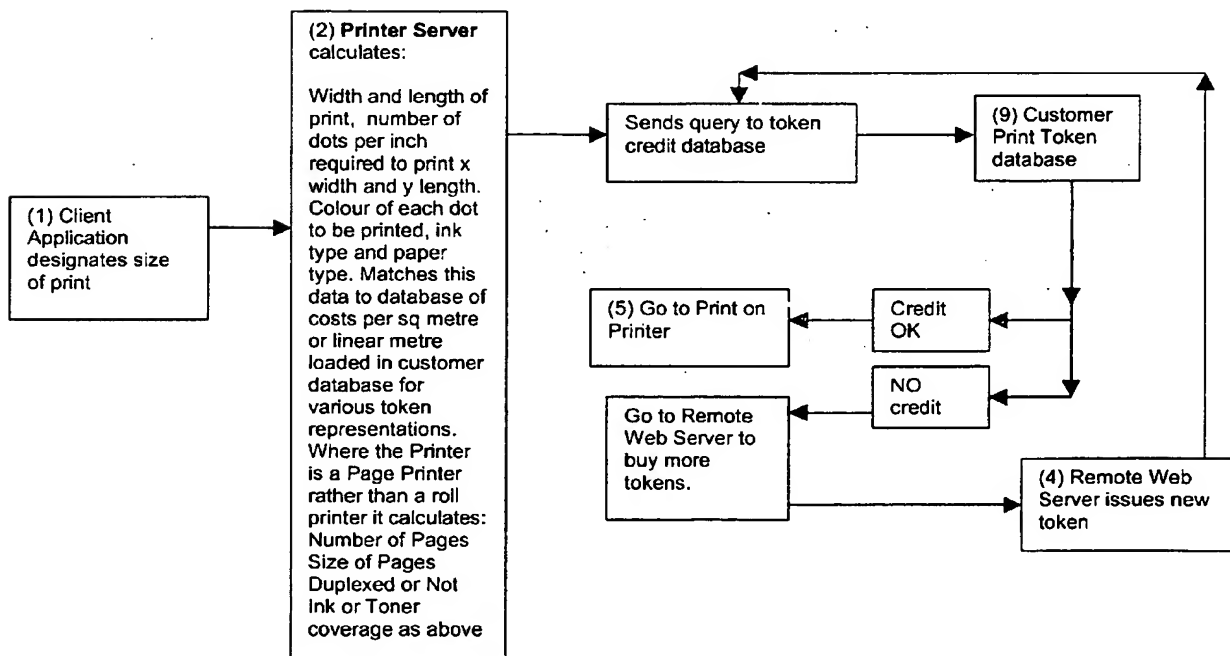 (1) Client
Application
designates size
of print
(2) Printer Server
calculates:
Width and length of
print, number of
dots per inch
required to print x
width and y length.
Colour of each dot
to be printed, ink
type and paper
type. Matches this
data to database of
costs per sq metre
or linear metre
loaded in customer
database for
various token
representations.
Where the Printer
is a Page Printer
rather than a roll
printer it calculates:
Number of Pages
Size of Pages
Duplexed or Not
Ink or Toner
coverage as above
Sends query to token
credit database
(9) Customer
Print Token
database
(5) Go to Print on
Printer
Credit
OK
NO
credit
Go to Remote
Web Server to
buy more
tokens.
(4) Remote Web
Server issues new
token